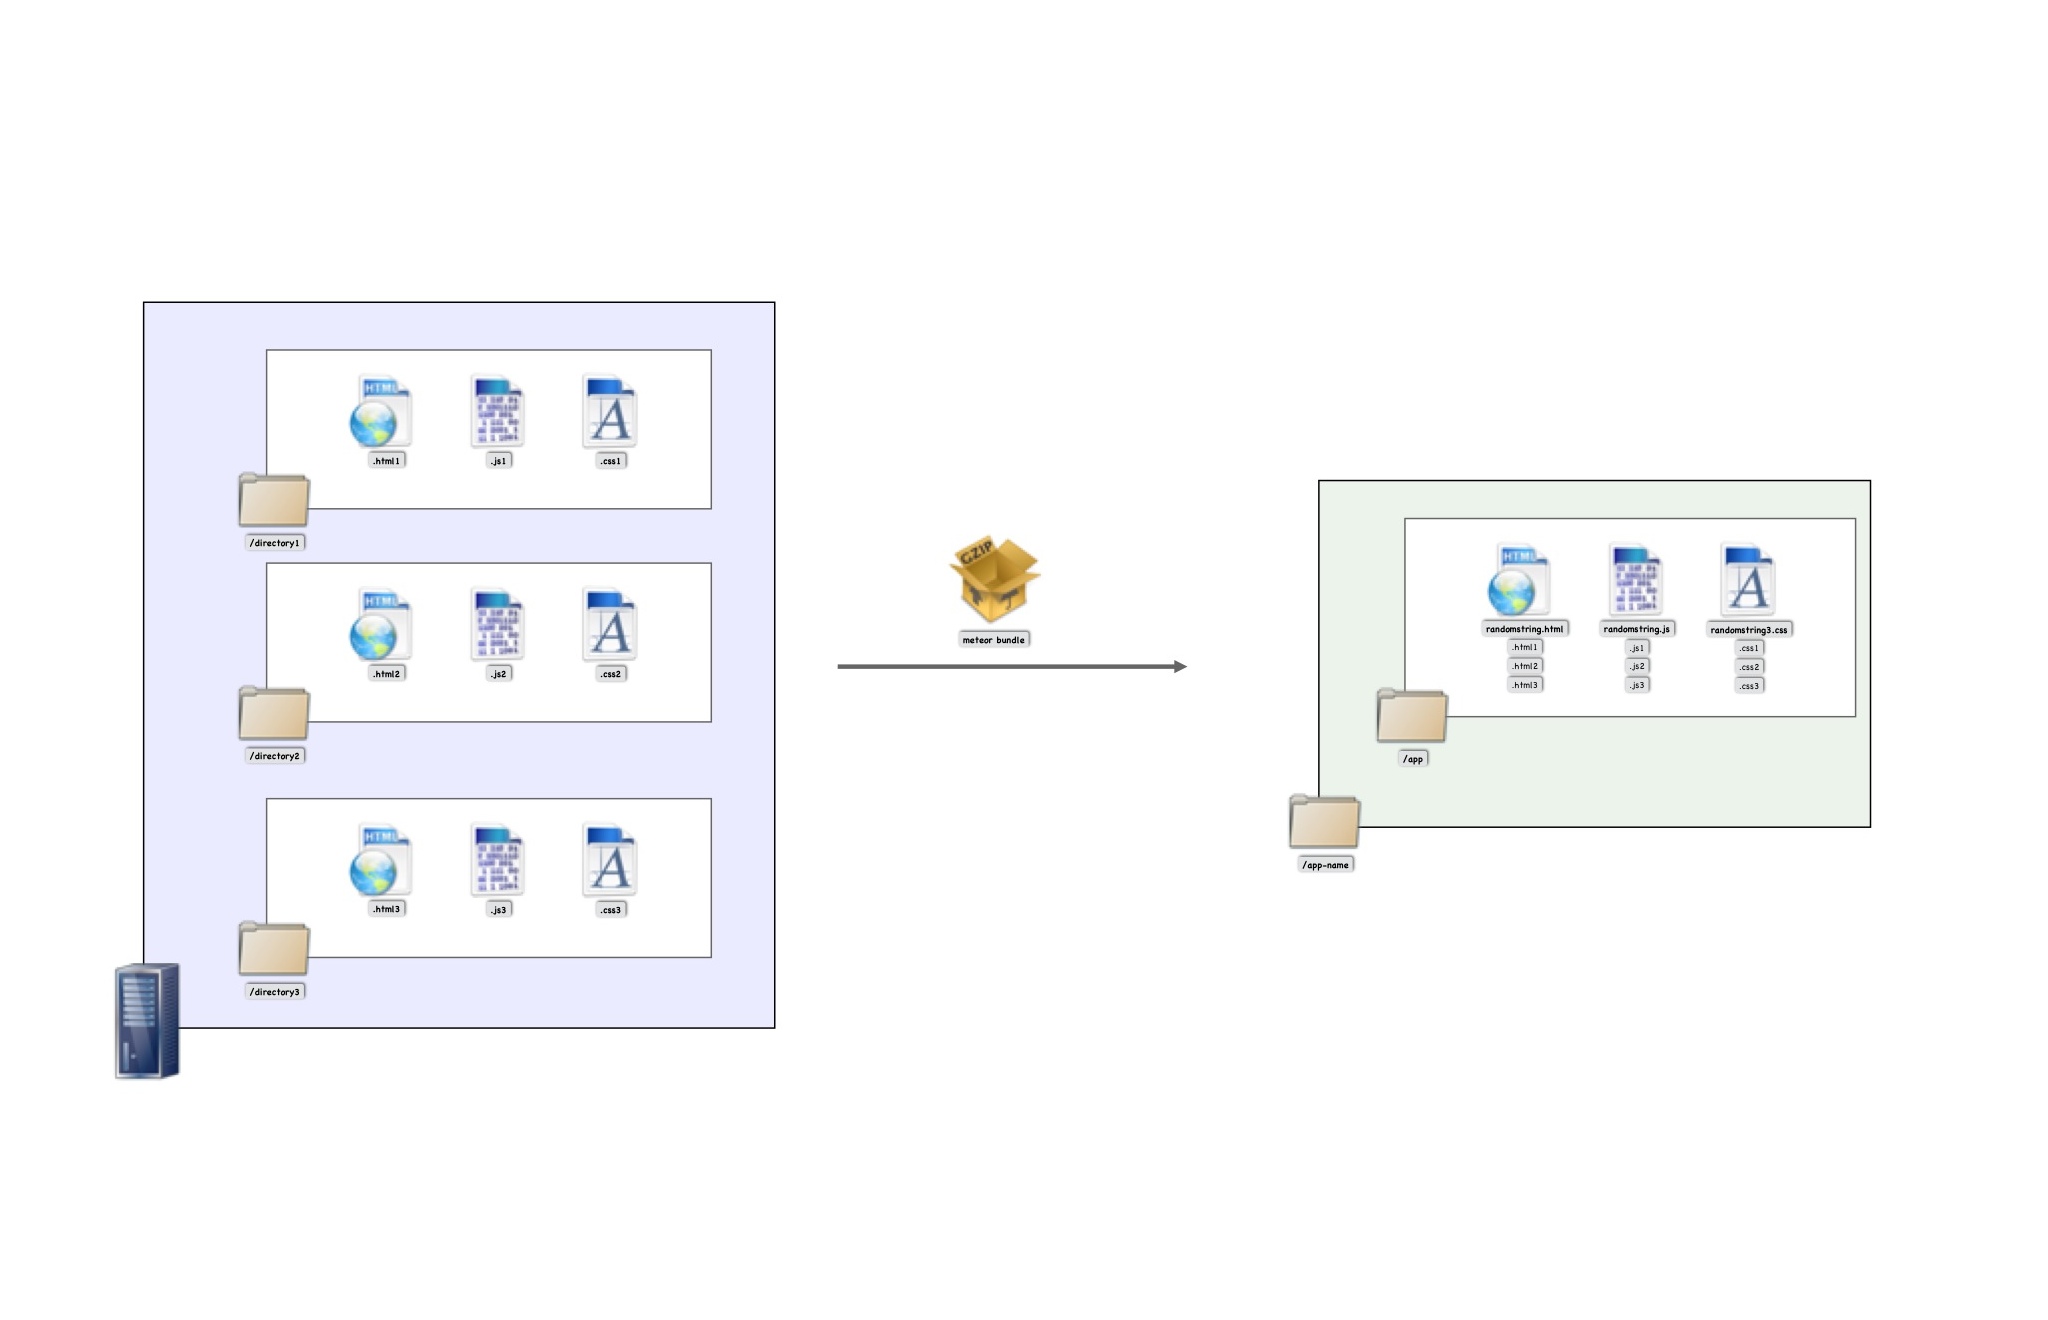 HTML
.html1
.js1
.css1
/directory1
HTML
.html2
.js2
.css2
/directory2
HTML
.html3
.js3
.css3
/directory3
GZIP
meteor bundle
HTML
randomstring.html
randomstring.js
randomstring3.css
.html1
.js1
.css1
.html2
.js2
.css2
.html3
.js3
.css3
/app
/app-name